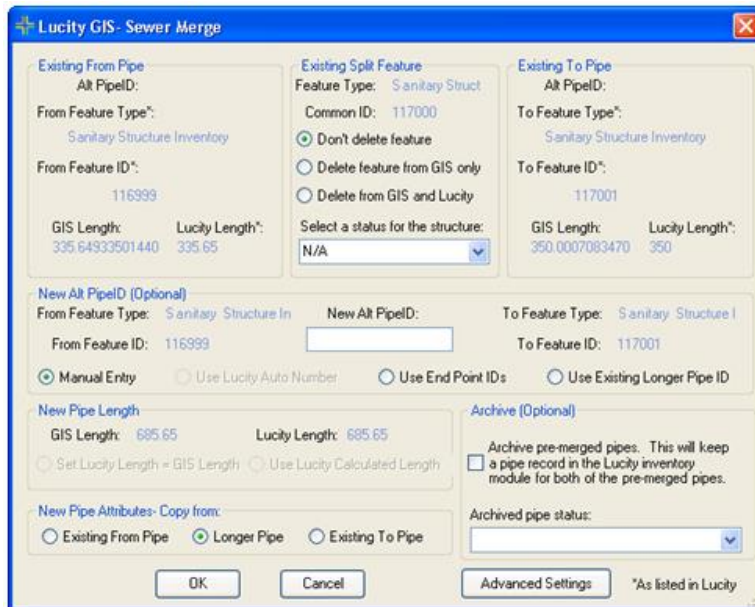 Lucity GIS- Sewer Merge
Existing From Pipe
Alt PipeID:
From Feature Type*:
Sanitary Structure Inventory
From Feature ID*:
116999
GIS Length: Lucity Length*:
335.64933501440 335.65
Existing Split Feature
Feature Type: Sanitary Struct
Common ID: 117000
Don't delete feature
Delete feature from GIS only
Delete from GIS and Lucity
Select a status for the structure:
N/A
Existing To Pipe
Alt PipeID:
To Feature Type*:
Sanitary Structure Inventory
To Feature ID*:
117001
GIS Length: Lucity Length*:
350.0007083470 350
New Alt PipeID (Optional)
From Feature Type: Sanitary Structure In New Alt PipeID: To Feature Type: Sanitary Structure I
From Feature ID: 116999 To Feature ID: 117001
Manual Entry Use Lucity Auto Number Use End Point IDs Use Existing Longer Pipe ID
New Pipe Length
GIS Length: 685.65 Lucity Length: 685.65
Set Lucity Length = GIS Length Use Lucity Calculated Length
New Pipe Attributes- Copy from:
Existing From Pipe Longer Pipe Existing To Pipe
Archive (Optional)
Archive pre-merged pipes. This will keep
a pipe record in the Lucity inventory
module for both of the pre-merged pipes.
Archived pipe status:
OK Cancel Advanced Settings *As listed in Lucity